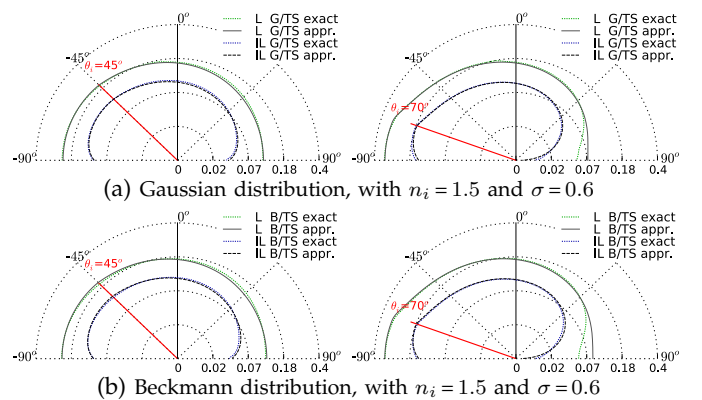 0°
L G/TS exact
L G/TS appr.
IL G/TS exact
IL G/TS appr.
-45°
θᵢ=45°
-90°
0 0.02 0.07 0.18 0.4
90°
0°
L G/TS exact
L G/TS appr.
IL G/TS exact
IL G/TS appr.
-45°
θᵢ=70°
-90°
0 0.02 0.07 0.18 0.4
90°
(a) Gaussian distribution, with nᵢ = 1.5 and σ = 0.6
0°
L B/TS exact
L B/TS appr.
IL B/TS exact
IL B/TS appr.
-45°
θᵢ=45°
-90°
0 0.02 0.07 0.18 0.4
90°
0°
L B/TS exact
L B/TS appr.
IL B/TS exact
IL B/TS appr.
-45°
θᵢ=70°
-90°
0 0.02 0.07 0.18 0.4
90°
(b) Beckmann distribution, with nᵢ = 1.5 and σ = 0.6